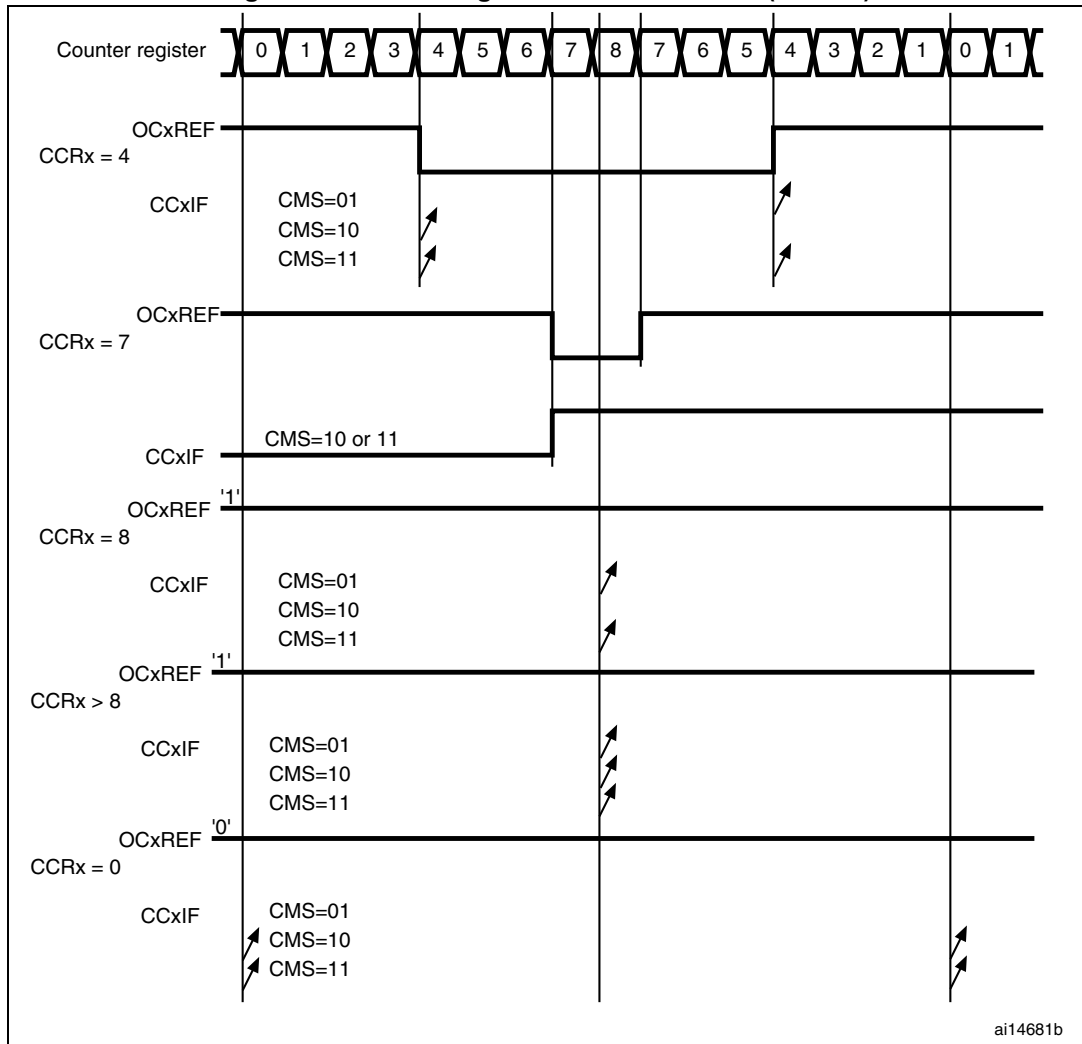 Counter register 0 1 2 3 4 5 6 7 8 7 6 5 4 3 2 1 0 1
OCxREF
CCRx = 4
CCxIF
CMS=01
CMS=10
CMS=11
OCxREF
CCRx = 7
CMS=10 or 11
CCxIF
'1'
OCxREF
CCRx = 8
CCxIF
CMS=01
CMS=10
CMS=11
'1'
OCxREF
CCRx > 8
CCxIF
CMS=01
CMS=10
CMS=11
'0'
OCxREF
CCRx = 0
CCxIF
CMS=01
CMS=10
CMS=11
ai14681b